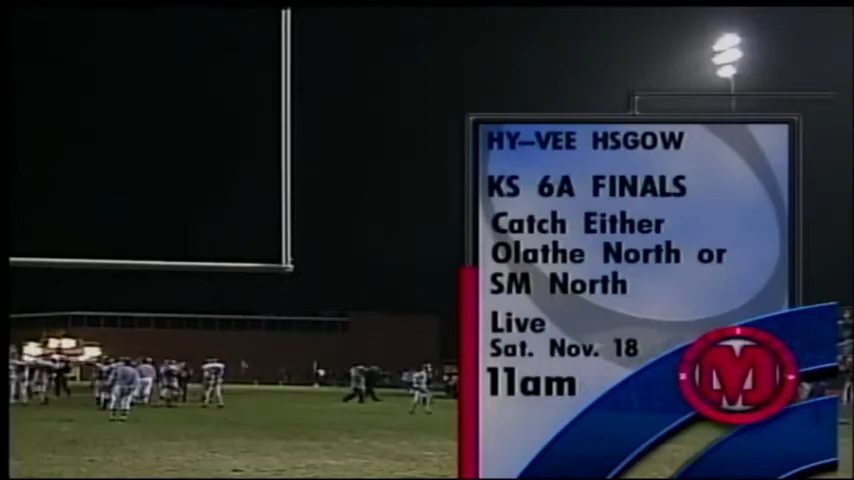 HY-VEE HSGOW
KS 6A FINALS
Catch Either
Olathe North or
SM North
Live
Sat. Nov. 18
11am
M